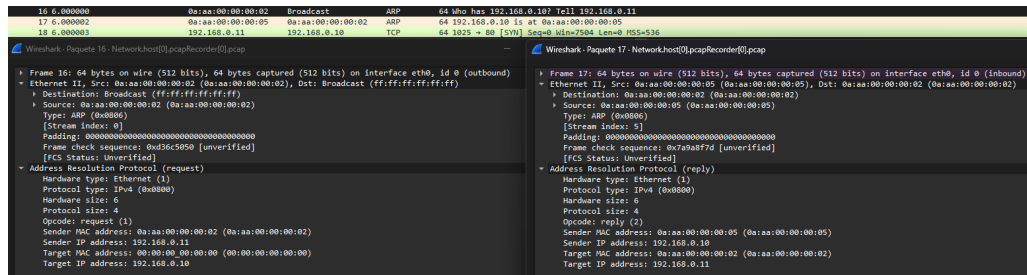 16 6.000000 0a:aa:00:00:00:02 Broadcast ARP 64 Who has 192.168.0.10? Tell 192.168.0.11
17 6.000002 0a:aa:00:00:00:05 0a:aa:00:00:00:02 ARP 64 192.168.0.10 is at 0a:aa:00:00:00:05
18 6.000003 192.168.0.11 192.168.0.10 TCP 64 1025 → 80 [SYN] Seq=0 Win=7504 Len=0 MSS=536
Wireshark · Paquete 16 · Network.host[0].pcapRecorder[0].pcap
Frame 16: 64 bytes on wire (512 bits), 64 bytes captured (512 bits) on interface eth0, id 0 (outbound)
Ethernet II, Src: 0a:aa:00:00:00:02 (0a:aa:00:00:00:02), Dst: Broadcast (ff:ff:ff:ff:ff:ff)
Destination: Broadcast (ff:ff:ff:ff:ff:ff)
Source: 0a:aa:00:00:00:02 (0a:aa:00:00:00:02)
Type: ARP (0x0806)
[Stream index: 0]
Padding: 000000000000000000000000000000000000
Frame check sequence: 0xd36c5050 [unverified]
[FCS Status: Unverified]
Address Resolution Protocol (request)
Hardware type: Ethernet (1)
Protocol type: IPv4 (0x0800)
Hardware size: 6
Protocol size: 4
Opcode: request (1)
Sender MAC address: 0a:aa:00:00:00:02 (0a:aa:00:00:00:02)
Sender IP address: 192.168.0.11
Target MAC address: 00:00:00_00:00:00 (00:00:00:00:00:00)
Target IP address: 192.168.0.10
Wireshark · Paquete 17 · Network.host[0].pcapRecorder[0].pcap
Frame 17: 64 bytes on wire (512 bits), 64 bytes captured (512 bits) on interface eth0, id 0 (inbound)
Ethernet II, Src: 0a:aa:00:00:00:05 (0a:aa:00:00:00:05), Dst: 0a:aa:00:00:00:02 (0a:aa:00:00:00:02)
Destination: 0a:aa:00:00:00:02 (0a:aa:00:00:00:02)
Source: 0a:aa:00:00:00:05 (0a:aa:00:00:00:05)
Type: ARP (0x0806)
[Stream index: 5]
Padding: 000000000000000000000000000000000000
Frame check sequence: 0x7a9a8f7d [unverified]
[FCS Status: Unverified]
Address Resolution Protocol (reply)
Hardware type: Ethernet (1)
Protocol type: IPv4 (0x0800)
Hardware size: 6
Protocol size: 4
Opcode: reply (2)
Sender MAC address: 0a:aa:00:00:00:05 (0a:aa:00:00:00:05)
Sender IP address: 192.168.0.10
Target MAC address: 0a:aa:00:00:00:02 (0a:aa:00:00:00:02)
Target IP address: 192.168.0.11